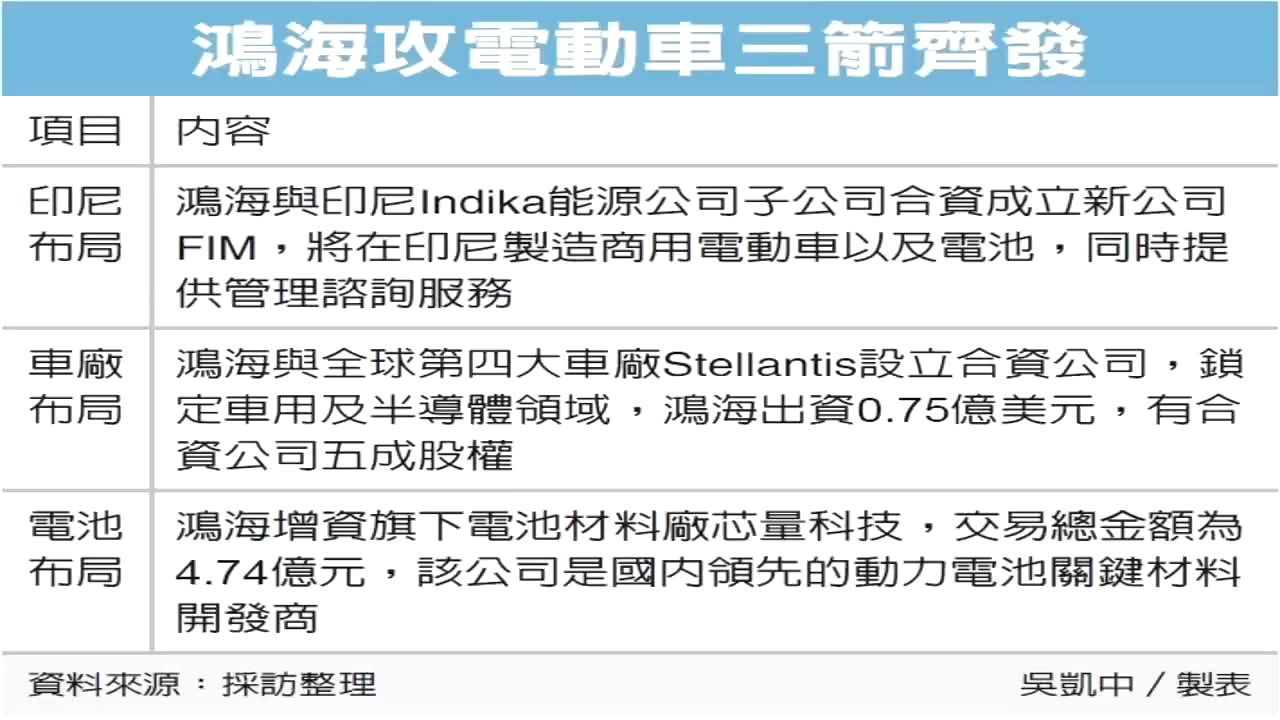 鴻海攻電動車三箭齊發
項目 內容
印尼布局
鴻海與印尼Indika能源公司子公司合資成立新公司
FIM，將在印尼製造商用電動車以及電池，同時提
供管理諮詢服務
車廠布局
鴻海與全球第四大車廠Stellantis設立合資公司，鎖
定車用及半導體領域，鴻海出資0.75億美元，有合
資公司五成股權
電池布局
鴻海增資旗下電池材料廠芯量科技，交易總金額為
4.74億元，該公司是國內領先的動力電池關鍵材料
開發商
資料來源：採訪整理 吳凱中／製表